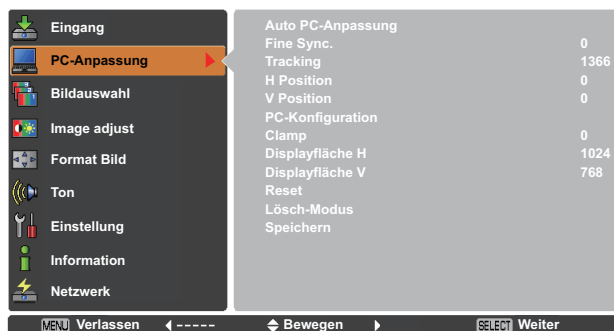 Eingang
PC-Anpassung
Bildauswahl
Image adjust
Format Bild
Ton
Einstellung
Information
Netzwerk
Auto PC-Anpassung
Fine Sync. 0
Tracking 1366
H Position 0
V Position 0
PC-Konfiguration
Clamp 0
Displayfläche H 1024
Displayfläche V 768
Reset
Lösch-Modus
Speichern
MENU Verlassen ----- Bewegen SELECT Weiter